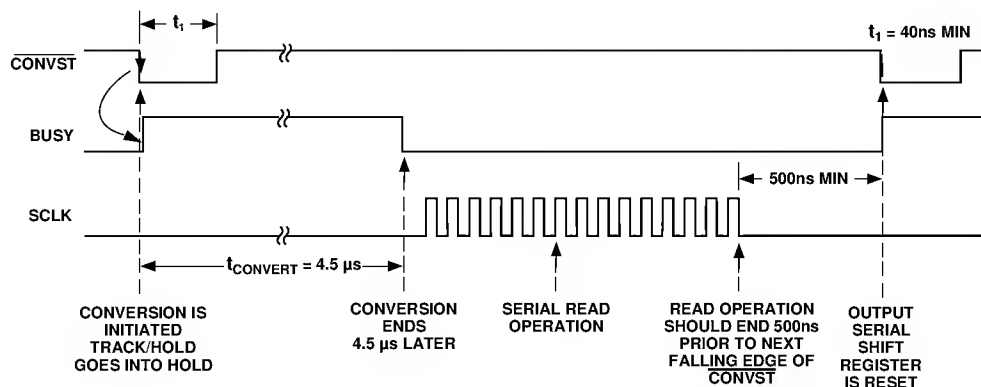 t1
t1 = 40ns MIN
CONVST
BUSY
500ns MIN
SCLK
tCONVERT = 4.5 µs
CONVERSION IS
INITIATED
TRACK/HOLD
GOES INTO HOLD
CONVERSION
ENDS
4.5 µs LATER
SERIAL READ
OPERATION
READ OPERATION
SHOULD END 500ns
PRIOR TO NEXT
FALLING EDGE OF
CONVST
OUTPUT
SERIAL
SHIFT
REGISTER
IS RESET